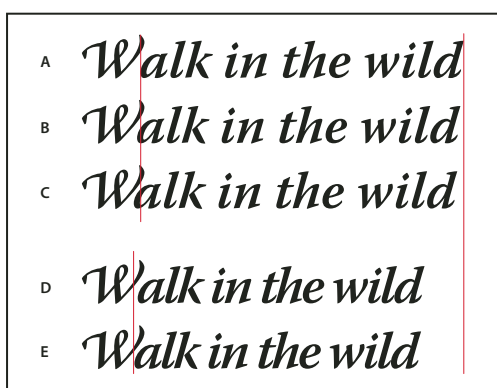 A Walk in the wild
B Walk in the wild
C Walk in the wild
D Walk in the wild
E Walk in the wild